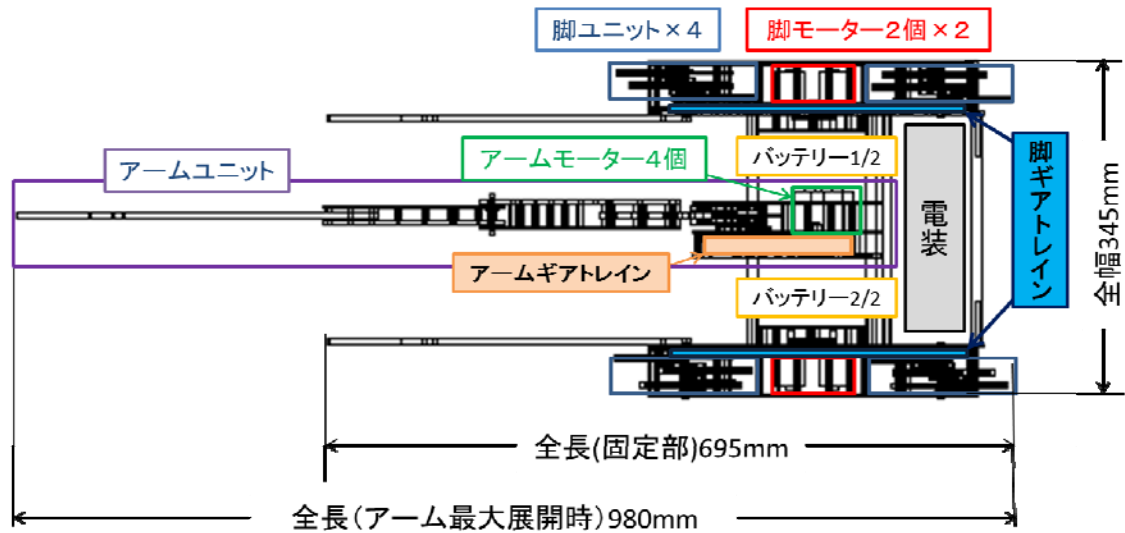 脚ユニット×4
脚モーター2個×2
アームユニット
アームモーター4個
バッテリー1/2
電装
脚ギアトレイン
全幅345mm
アームギアトレイン
バッテリー2/2
全長(固定部)695mm
全長(アーム最大展開時)980mm